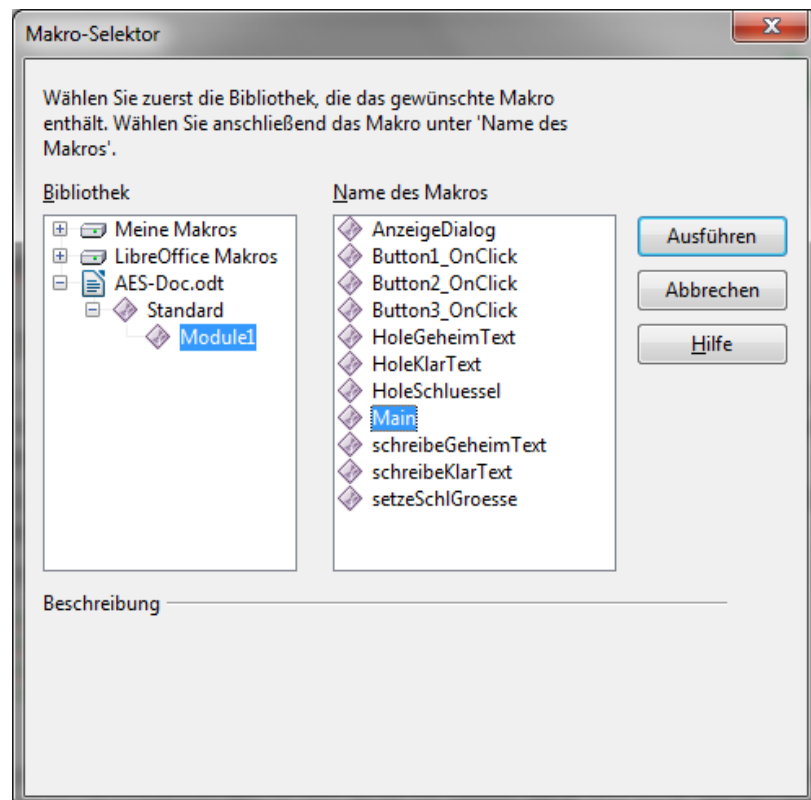 Makro-Selektor
Wählen Sie zuerst die Bibliothek, die das gewünschte Makro
enthält. Wählen Sie anschließend das Makro unter 'Name des
Makros'.
Bibliothek
Meine Makros
LibreOffice Makros
AES-Doc.odt
Standard
Module1
Name des Makros
AnzeigeDialog
Button1_OnClick
Button2_OnClick
Button3_OnClick
HoleGeheimText
HoleKlarText
HoleSchluessel
Main
schreibeGeheimText
schreibeKlarText
setzeSchlGroesse
Ausführen
Abbrechen
Hilfe
Beschreibung